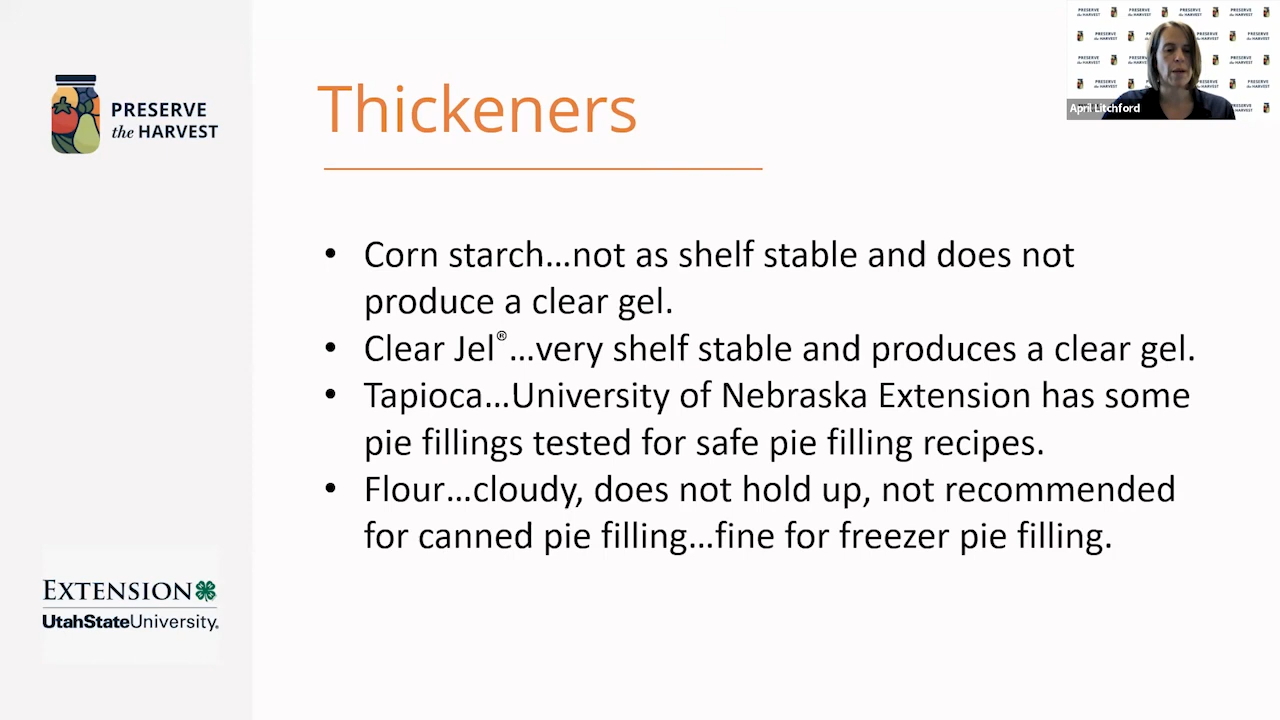 PRESERVE
the HARVEST
Thickeners
• Corn starch...not as shelf stable and does not
produce a clear gel.
• Clear Jel®...very shelf stable and produces a clear gel.
• Tapioca...University of Nebraska Extension has some
pie fillings tested for safe pie filling recipes.
• Flour...cloudy, does not hold up, not recommended
for canned pie filling...fine for freezer pie filling.
EXTENSION
UtahStateUniversity.
PRESERVE
the HARVEST
April Litchford